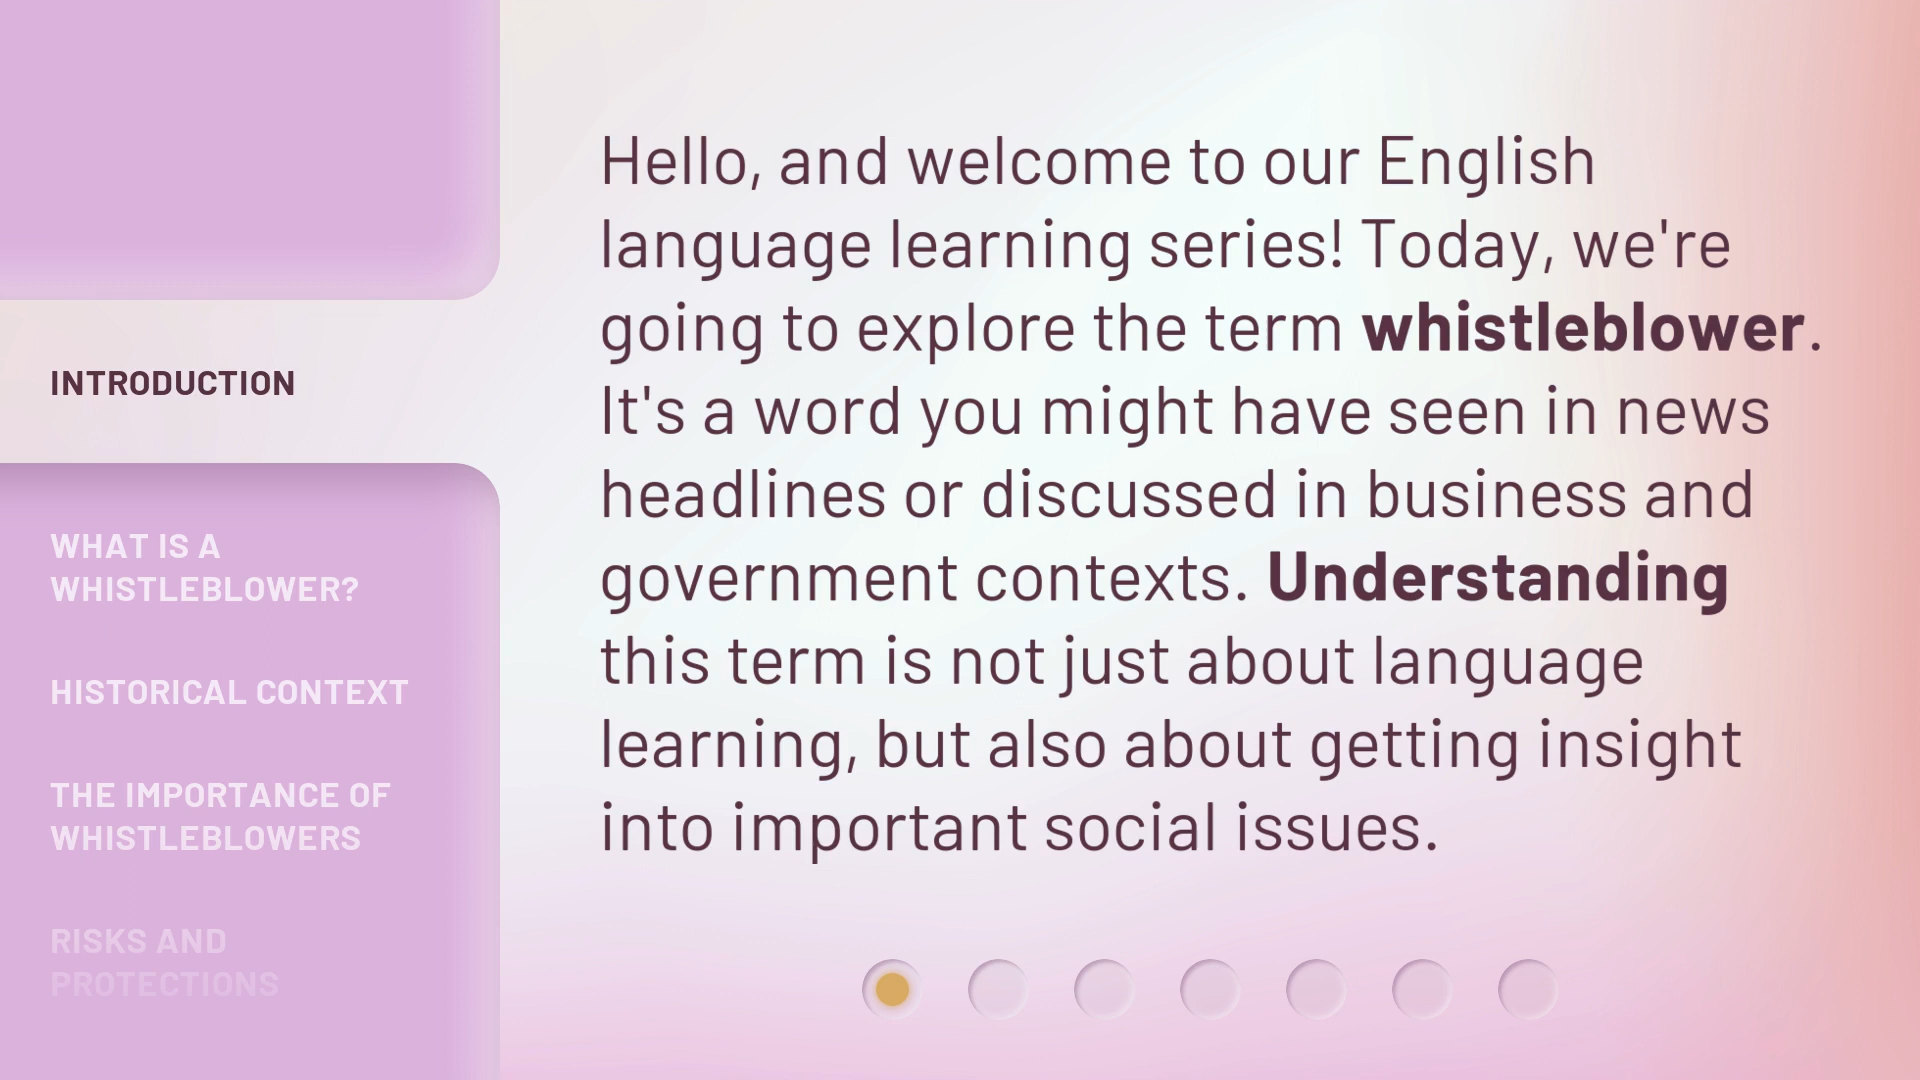 INTRODUCTION
WHAT IS A
WHISTLEBLOWER?
HISTORICAL CONTEXT
THE IMPORTANCE OF
WHISTLEBLOWERS
RISKS AND
PROTECTIONS
Hello, and welcome to our English
language learning series! Today, we're
going to explore the term whistleblower.
It's a word you might have seen in news
headlines or discussed in business and
government contexts. Understanding
this term is not just about language
learning, but also about getting insight
into important social issues.